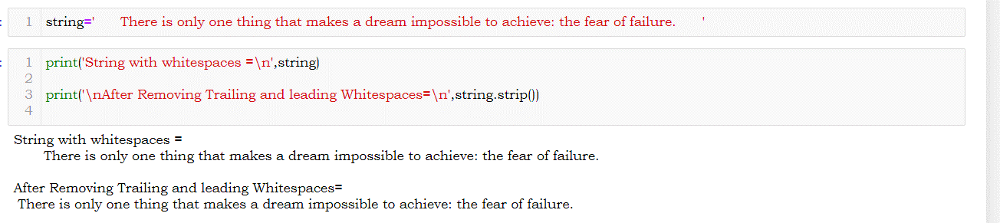 : 1 string='      There is only one thing that makes a dream impossible to achieve: the fear of failure.      '
: 1 print('String with whitespaces =\n',string)
2
3 print('\nAfter Removing Trailing and leading Whitespaces=\n',string.strip())
4
String with whitespaces =
       There is only one thing that makes a dream impossible to achieve: the fear of failure.
After Removing Trailing and leading Whitespaces=
 There is only one thing that makes a dream impossible to achieve: the fear of failure.